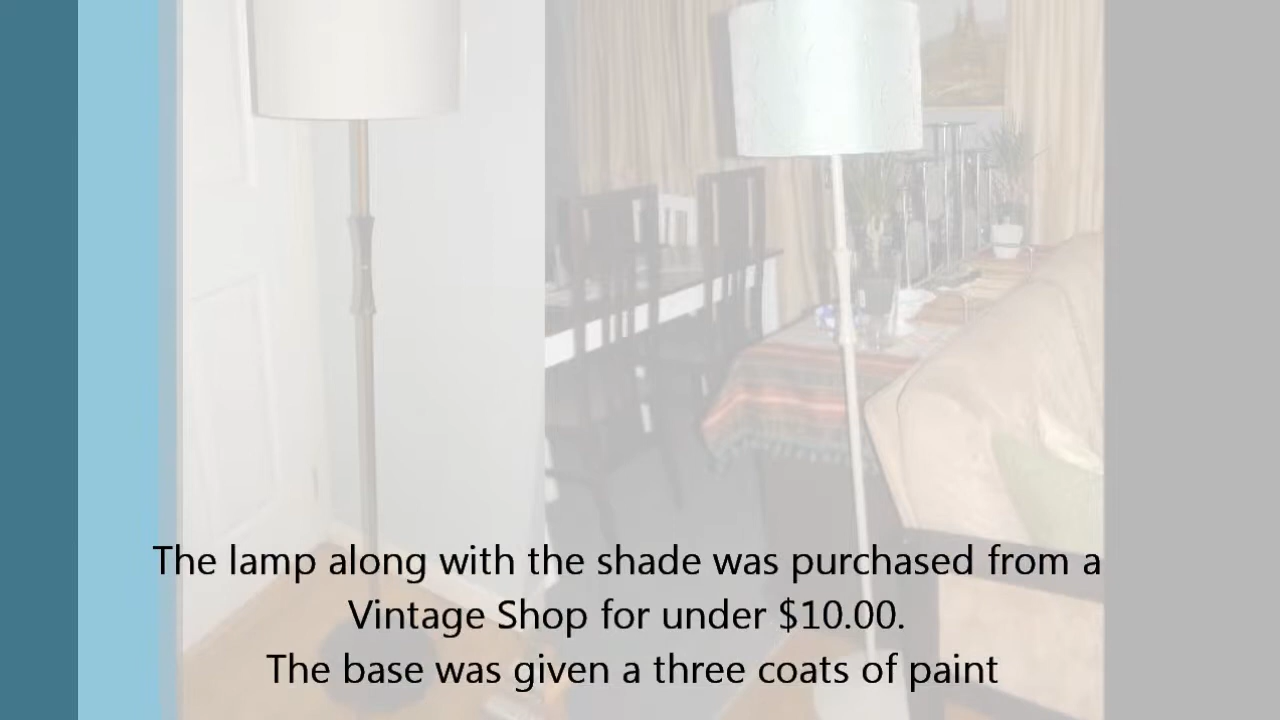 The lamp along with the shade was purchased from a
Vintage Shop for under $10.00.
The base was given a three coats of paint